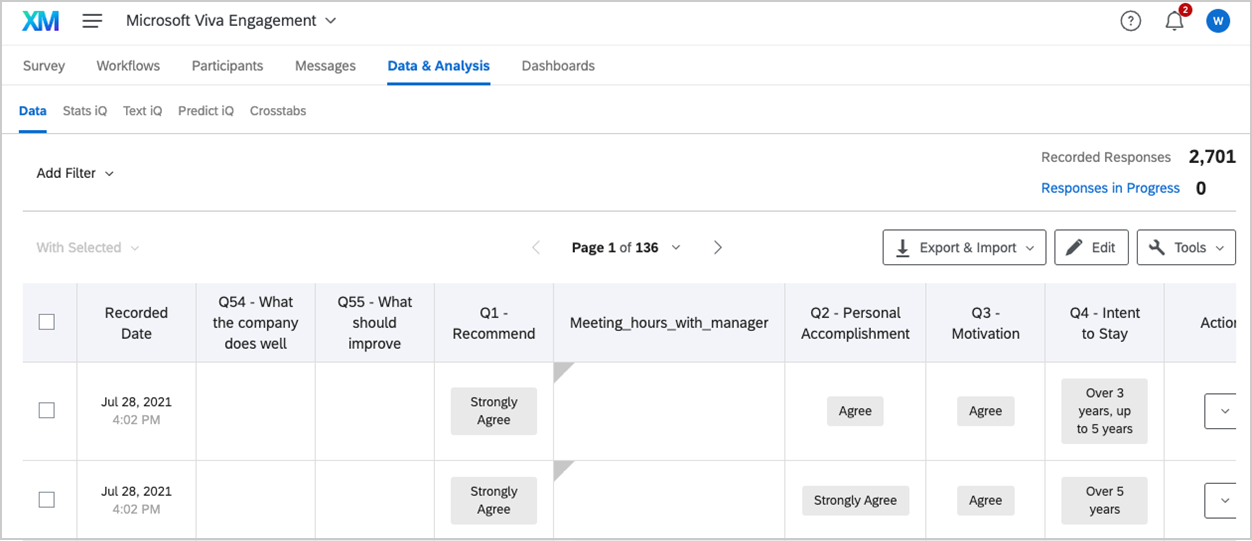 XM Microsoft Viva Engagement ? 2 W
Survey Workflows Participants Messages Data & Analysis Dashboards
Data Stats iQ Text iQ Predict iQ Crosstabs
Recorded Responses 2,701
Add Filter
Responses in Progress 0
With Selected Page 1 of 136 Export & Import Edit Tools
Recorded
Date
Q54 - What
the company
does well
Q55 - What
should
improve
Q1 -
Recommend
Meeting_hours_with_manager
Q2 - Personal
Accomplishment
Q3 -
Motivation
Q4 - Intent
to Stay
Action
Jul 28, 2021
4:02 PM
Strongly
Agree
Agree
Agree
Over 3
years, up
to 5 years
Jul 28, 2021
4:02 PM
Strongly
Agree
Strongly Agree
Agree
Over 5
years